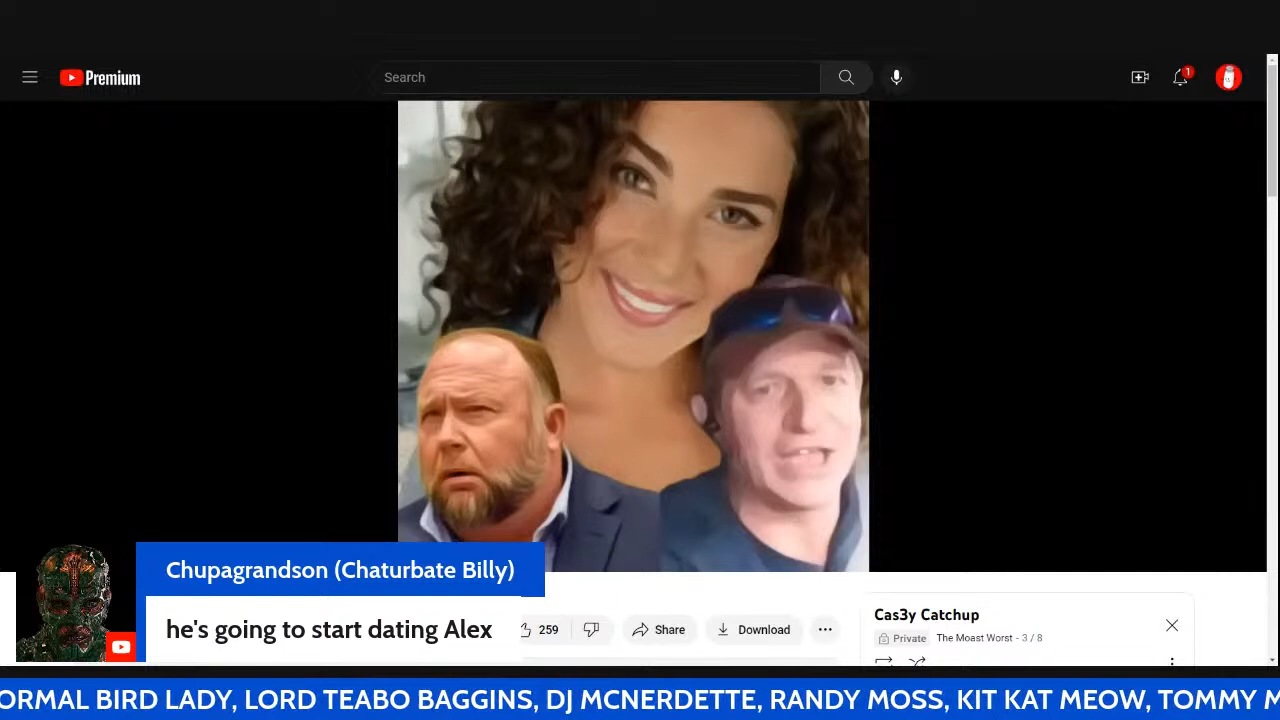 Premium
Search
1
Chupagrandson (Chaturbate Billy)
he's going to start dating Alex
259
Share
Download
Cas3y Catchup
Private The Moast Worst - 3 / 8
ORMAL BIRD LADY, LORD TEABO BAGGINS, DJ MCNERDETTE, RANDY MOSS, KIT KAT MEOW, TOMMY M